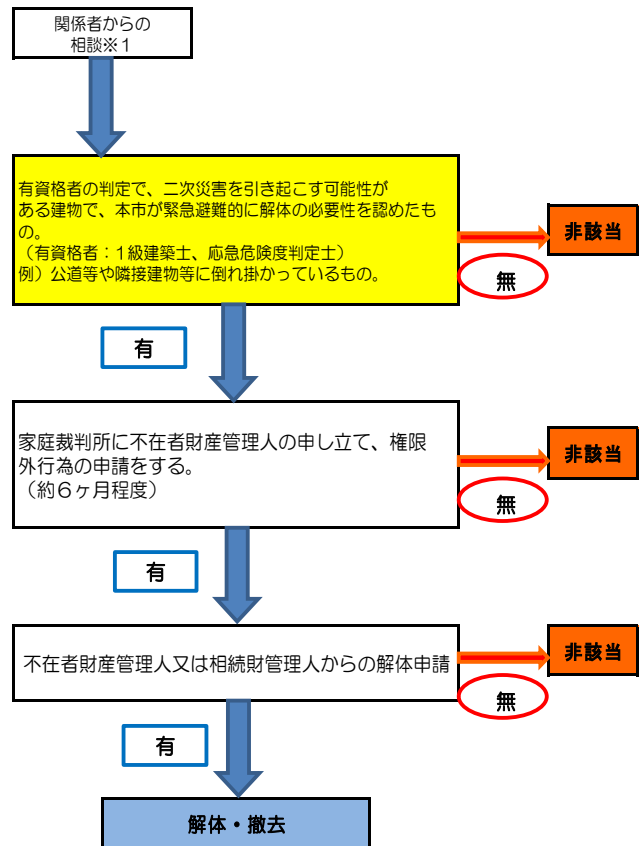 関係者からの
相談※1
有資格者の判定で、二次災害を引き起こす可能性が
ある建物で、本市が緊急避難的に解体の必要性を認めたも
の。
（有資格者：1級建築士、応急危険度判定士）
例）公道等や隣接建物等に倒れ掛かっているもの。
非該当
無
有
家庭裁判所に不在者財産管理人の申し立て、権限
外行為の申請をする。
（約6ヶ月程度）
非該当
無
有
不在者財産管理人又は相続財管理人からの解体申請
非該当
無
有
解体・撤去